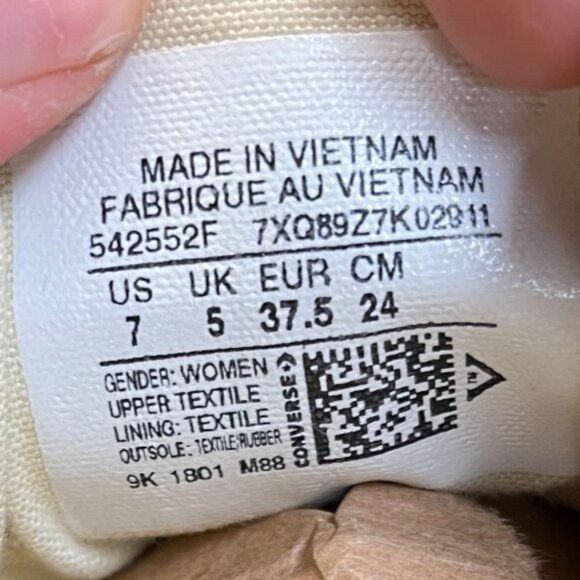 MADE IN VIETNAM
FABRIQUE AU VIETNAM
542552F 7XQ89Z7K02911
US UK EUR CM
7 5 37.5 24
GENDER: WOMEN
UPPER TEXTILE
LINING: TEXTILE
OUTSOLE: TEXTILE/RUBBER
9K 1801 M88
CONVERSE
TM